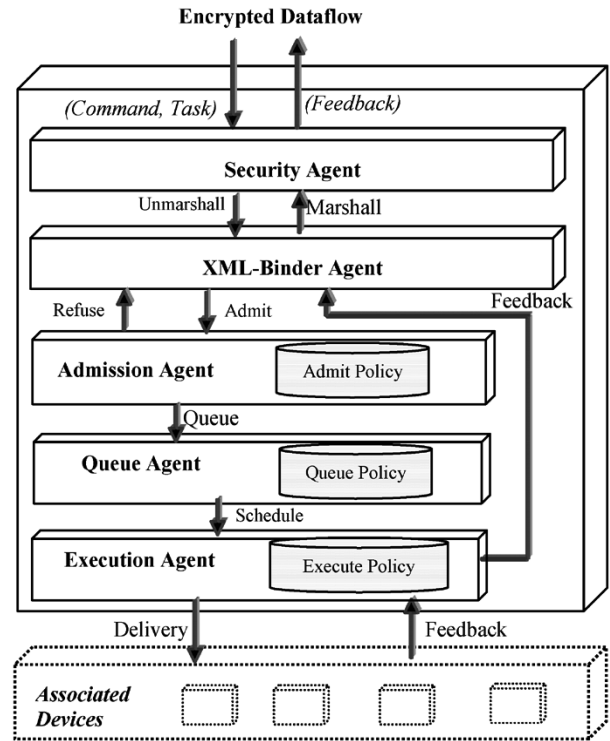 Encrypted Dataflow
(Command, Task)
(Feedback)
Security Agent
Unmarshall
Marshall
XML-Binder Agent
Refuse
Admit
Feedback
Admission Agent
Admit Policy
Queue
Queue Agent
Queue Policy
Schedule
Execution Agent
Execute Policy
Delivery
Feedback
Associated
Devices